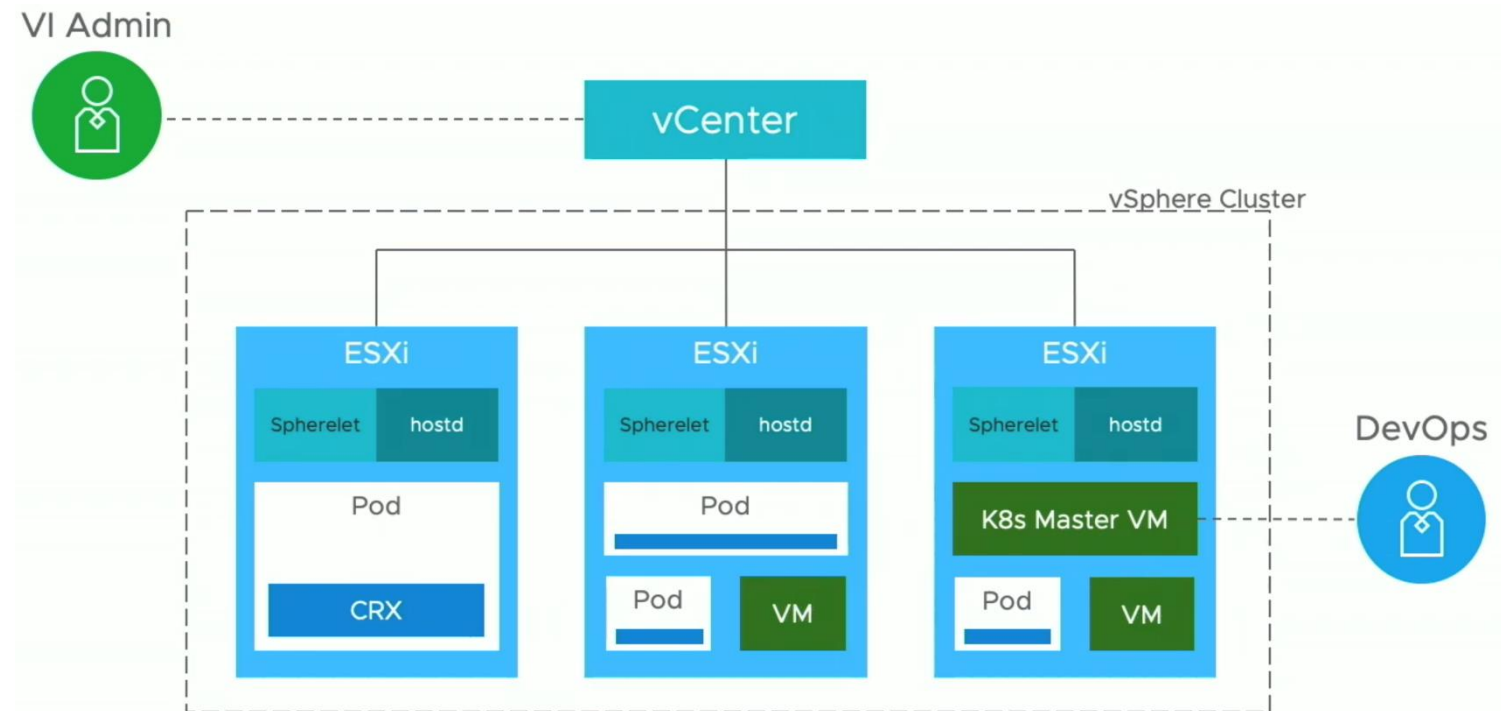 VI Admin
vCenter
vSphere Cluster
ESXi
Spherelet
hostd
Pod
CRX
ESXi
Spherelet
hostd
Pod
Pod
VM
ESXi
Spherelet
hostd
K8s Master VM
Pod
VM
DevOps